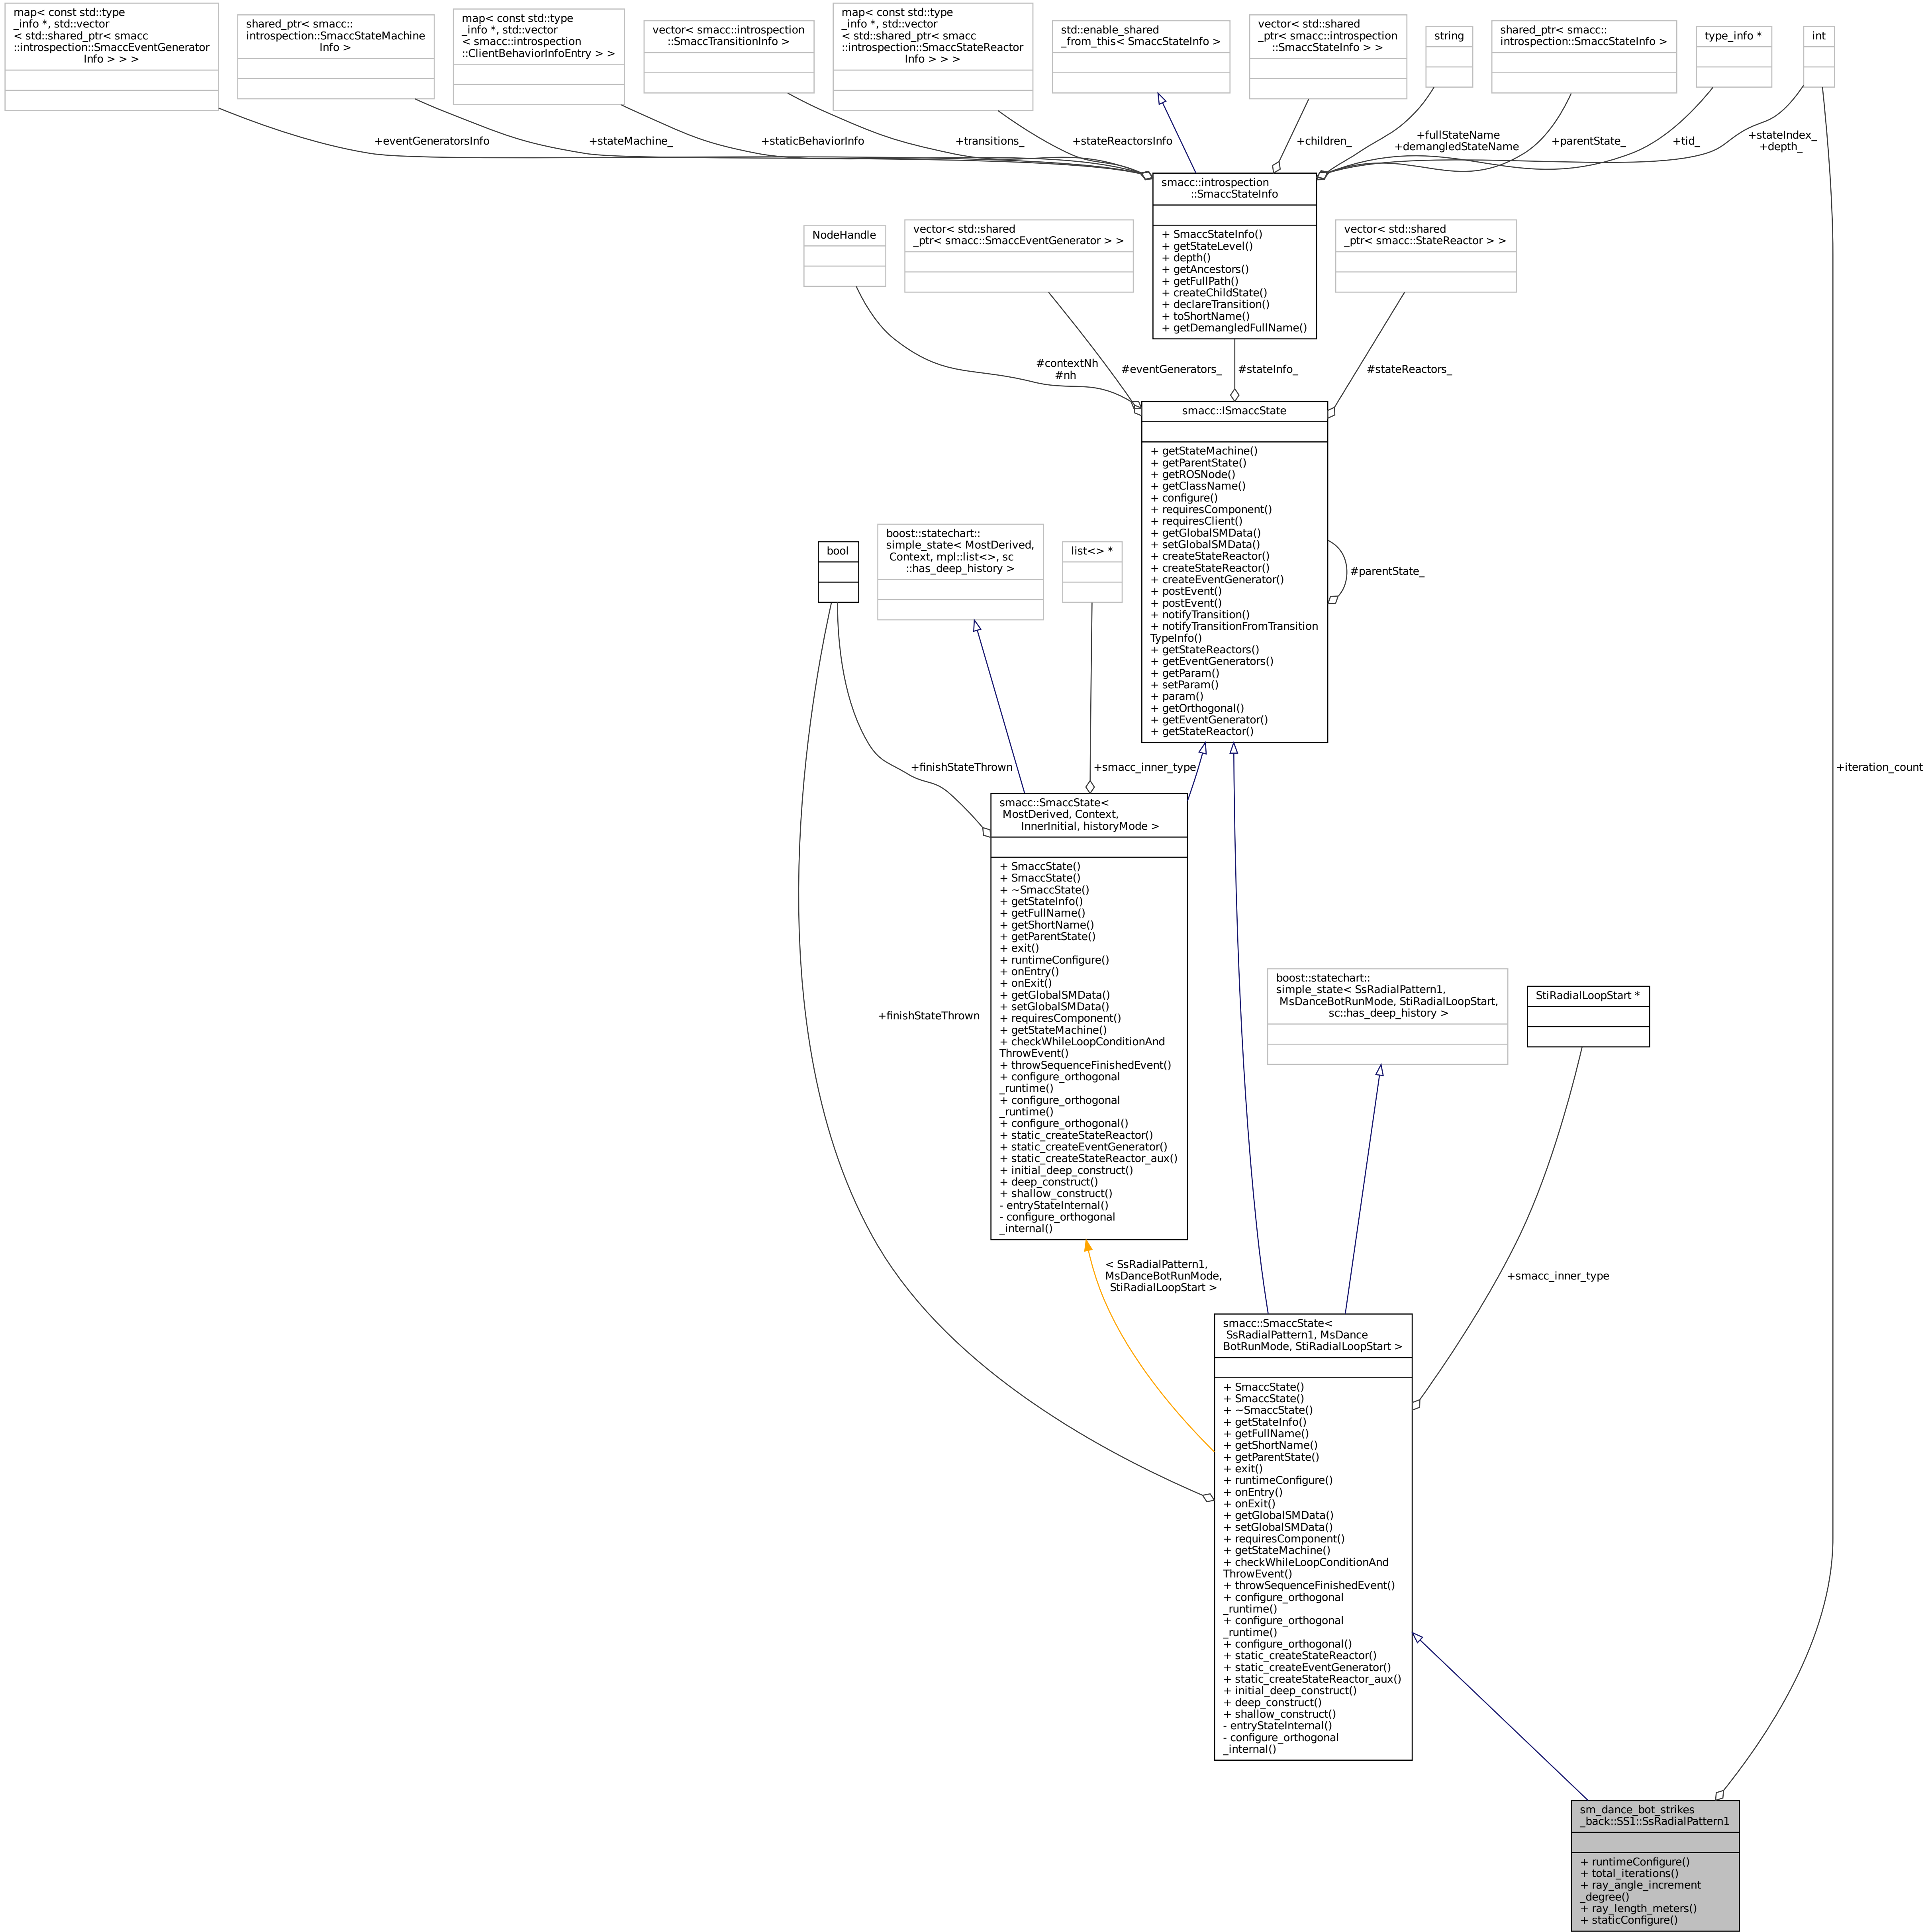 map< const std::type
_info *, std::vector
< std::shared_ptr< smacc
::introspection::SmaccEventGenerator
Info > > >
shared_ptr< smacc::
introspection::SmaccStateMachine
Info >
map< const std::type
_info *, std::vector
< smacc::introspection
::ClientBehaviorInfoEntry > >
vector< smacc::introspection
::SmaccTransitionInfo >
map< const std::type
_info *, std::vector
< std::shared_ptr< smacc
::introspection::SmaccStateReactor
Info > > >
std::enable_shared
_from_this< SmaccStateInfo >
vector< std::shared
_ptr< smacc::introspection
::SmaccStateInfo > >
string
shared_ptr< smacc::
introspection::SmaccStateInfo >
type_info *
int
+eventGeneratorsInfo
+stateMachine_
+staticBehaviorInfo
+transitions_
+stateReactorsInfo
+children_
+fullStateName
+demangledStateName
+parentState_
+tid_
+stateIndex_
+depth_
smacc::introspection
::SmaccStateInfo
+ SmaccStateInfo()
+ getStateLevel()
+ depth()
+ getAncestors()
+ getFullPath()
+ createChildState()
+ declareTransition()
+ toShortName()
+ getDemangledFullName()
NodeHandle
vector< std::shared
_ptr< smacc::SmaccEventGenerator > >
vector< std::shared
_ptr< smacc::StateReactor > >
#contextNh
#nh
#eventGenerators_
#stateInfo_
#stateReactors_
smacc::ISmaccState
+ getStateMachine()
+ getParentState()
+ getROSNode()
+ getClassName()
+ configure()
+ requiresComponent()
+ requiresClient()
+ getGlobalSMData()
+ setGlobalSMData()
+ createStateReactor()
+ createStateReactor()
+ createEventGenerator()
+ postEvent()
+ postEvent()
+ notifyTransition()
+ notifyTransitionFromTransition
TypeInfo()
+ getStateReactors()
+ getEventGenerators()
+ getParam()
+ setParam()
+ param()
+ getOrthogonal()
+ getEventGenerator()
+ getStateReactor()
#parentState_
bool
boost::statechart::
simple_state< MostDerived,
Context, mpl::list<>, sc
::has_deep_history >
list<> *
+finishStateThrown
+smacc_inner_type
+iteration_count
smacc::SmaccState<
MostDerived, Context,
InnerInitial, historyMode >
+ SmaccState()
+ SmaccState()
+ ~SmaccState()
+ getStateInfo()
+ getFullName()
+ getShortName()
+ getParentState()
+ exit()
+ runtimeConfigure()
+ onEntry()
+ onExit()
+ getGlobalSMData()
+ setGlobalSMData()
+ requiresComponent()
+ getStateMachine()
+ checkWhileLoopConditionAnd
ThrowEvent()
+ throwSequenceFinishedEvent()
+ configure_orthogonal
_runtime()
+ configure_orthogonal
_runtime()
+ configure_orthogonal()
+ static_createStateReactor()
+ static_createEventGenerator()
+ static_createStateReactor_aux()
+ initial_deep_construct()
+ deep_construct()
+ shallow_construct()
- entryStateInternal()
- configure_orthogonal
_internal()
boost::statechart::
simple_state< SsRadialPattern1,
MsDanceBotRunMode, StiRadialLoopStart,
sc::has_deep_history >
StiRadialLoopStart *
+finishStateThrown
< SsRadialPattern1,
MsDanceBotRunMode,
StiRadialLoopStart >
+smacc_inner_type
smacc::SmaccState<
SsRadialPattern1, MsDance
BotRunMode, StiRadialLoopStart >
+ SmaccState()
+ SmaccState()
+ ~SmaccState()
+ getStateInfo()
+ getFullName()
+ getShortName()
+ getParentState()
+ exit()
+ runtimeConfigure()
+ onEntry()
+ onExit()
+ getGlobalSMData()
+ setGlobalSMData()
+ requiresComponent()
+ getStateMachine()
+ checkWhileLoopConditionAnd
ThrowEvent()
+ throwSequenceFinishedEvent()
+ configure_orthogonal
_runtime()
+ configure_orthogonal
_runtime()
+ configure_orthogonal()
+ static_createStateReactor()
+ static_createEventGenerator()
+ static_createStateReactor_aux()
+ initial_deep_construct()
+ deep_construct()
+ shallow_construct()
- entryStateInternal()
- configure_orthogonal
_internal()
sm_dance_bot_strikes
_back::SS1::SsRadialPattern1
+ runtimeConfigure()
+ total_iterations()
+ ray_angle_increment
_degree()
+ ray_length_meters()
+ staticConfigure()